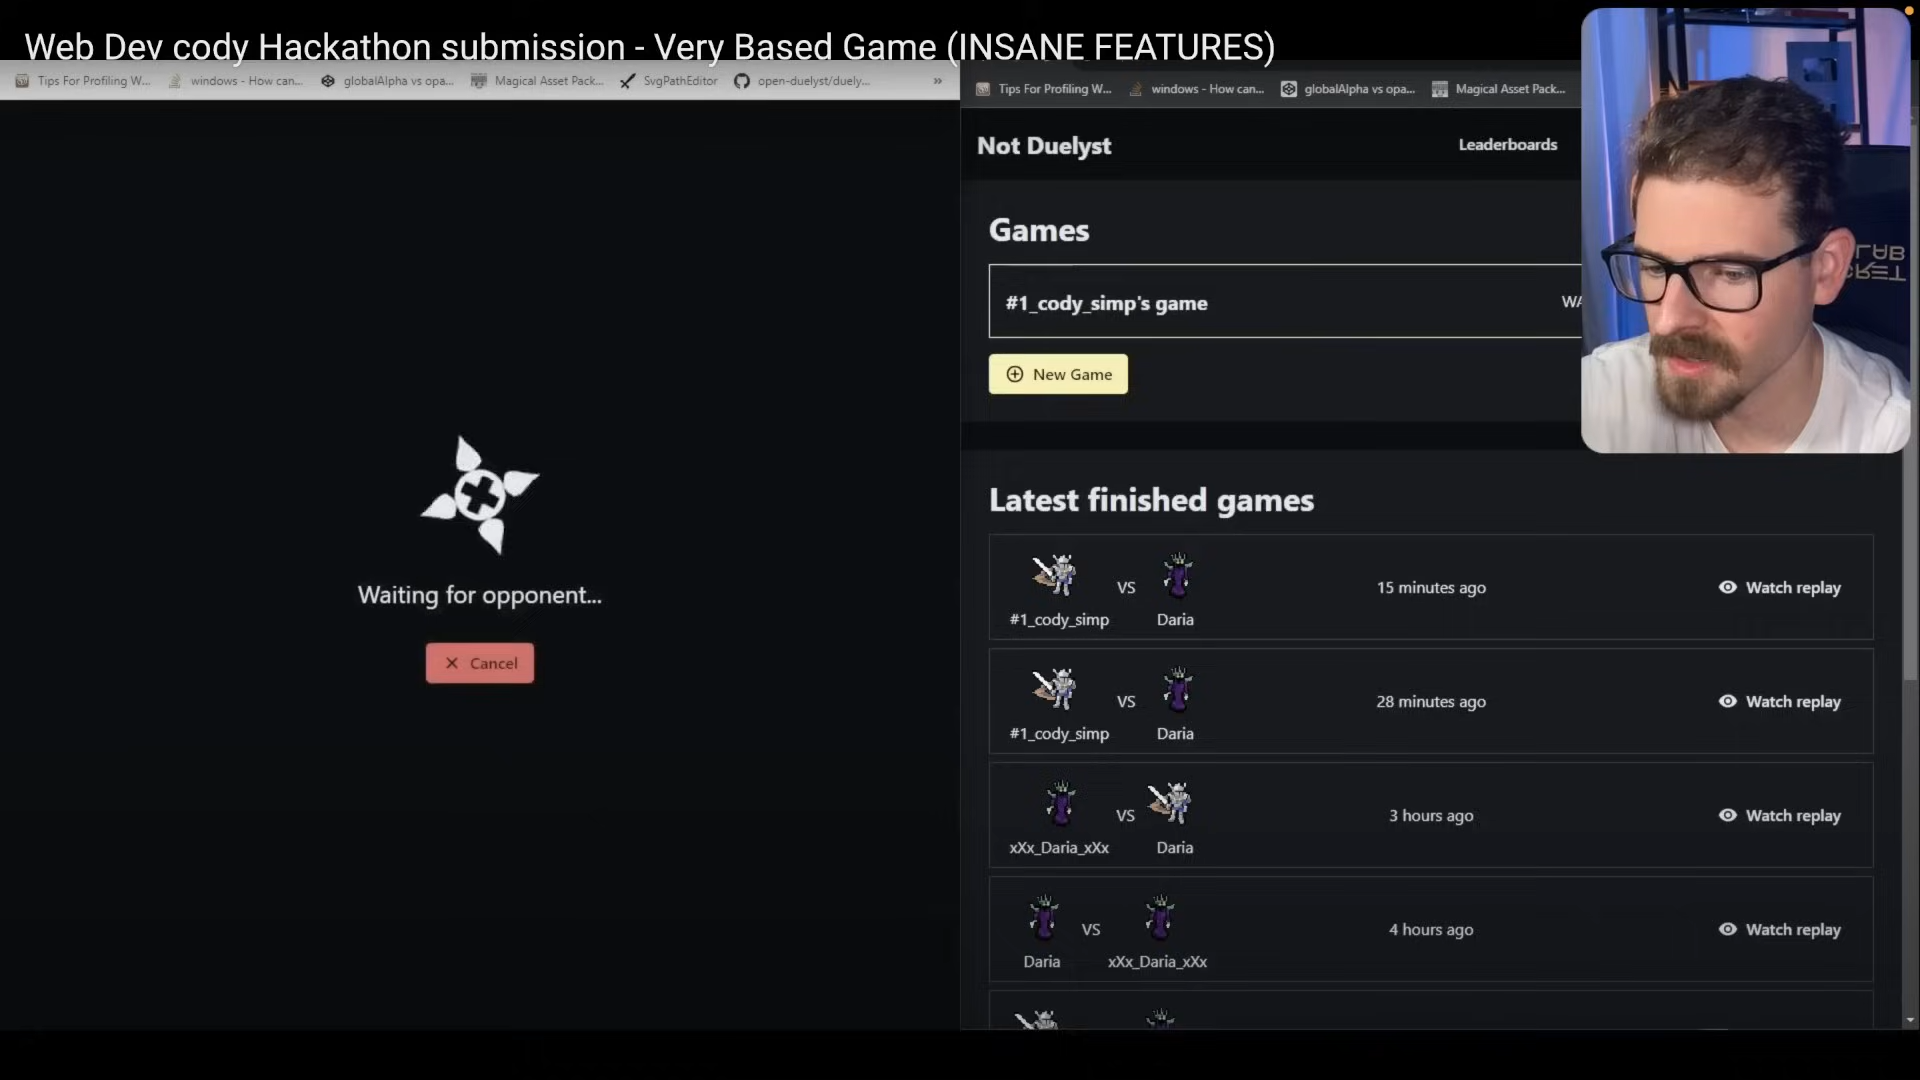 Web Dev cody Hackathon submission - Very Based Game (INSANE FEATURES)
Tips For Profiling W... windows - How can... globalAlpha vs opa... Magical Asset Pack... SvgPathEditor open-duelyst/duely... »
Tips For Profiling W... windows - How can... globalAlpha vs opa... Magical Asset Pack...
Not Duelyst Leaderboards
Games
#1_cody_simp's game WA
New Game
Waiting for opponent...
Cancel
Latest finished games
VS 15 minutes ago Watch replay
#1_cody_simp Daria
VS 28 minutes ago Watch replay
#1_cody_simp Daria
VS 3 hours ago Watch replay
xXx_Daria_xXx Daria
VS 4 hours ago Watch replay
Daria xXx_Daria_xXx